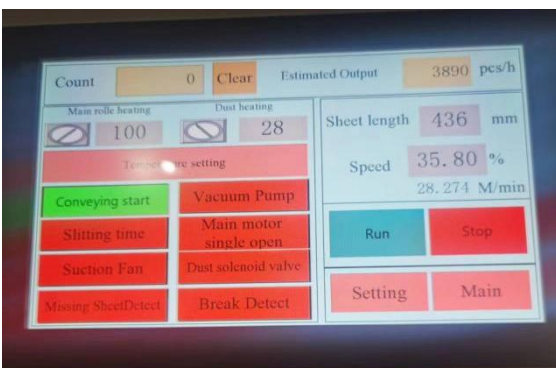 Count 0 Clear Estimated Output 3890 pcs/h
Main rolle heating Dust heating
100 28
Temperature setting
Sheet length 436 mm
Speed 35.80 %
28.274 M/min
Conveying start Vacuum Pump
Slitting time Main motor
single open
Suction Fan Dust solenoid valve
Missing SheetDetect Break Detect
Run Stop
Setting Main